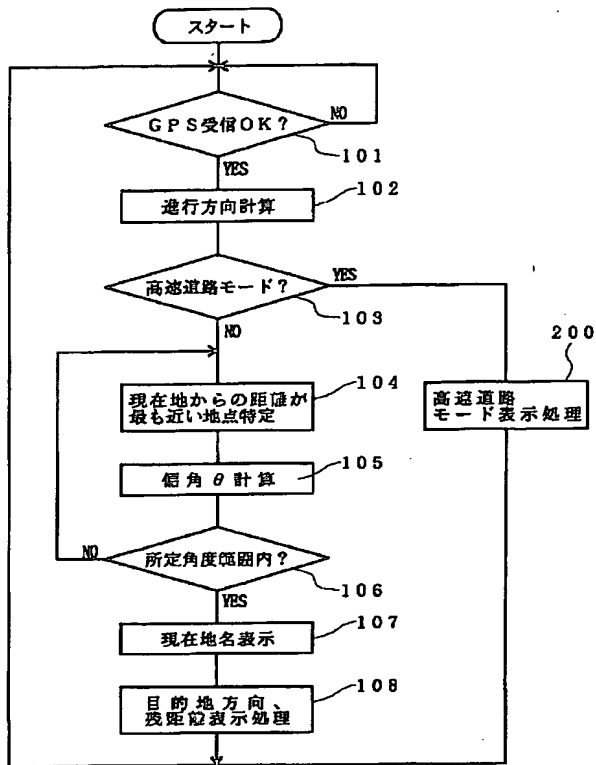 スタート
GPS受信OK?
NO
101
YES
102
進行方向計算
高速道路モード?
YES
103
NO
200
104
現在地からの距離が
最も近い地点特定
高速道路
モード表示処理
105
偏角θ計算
NO
所定角度範囲内?
106
YES
107
現在地名表示
108
目的地方向、
残距離表示処理